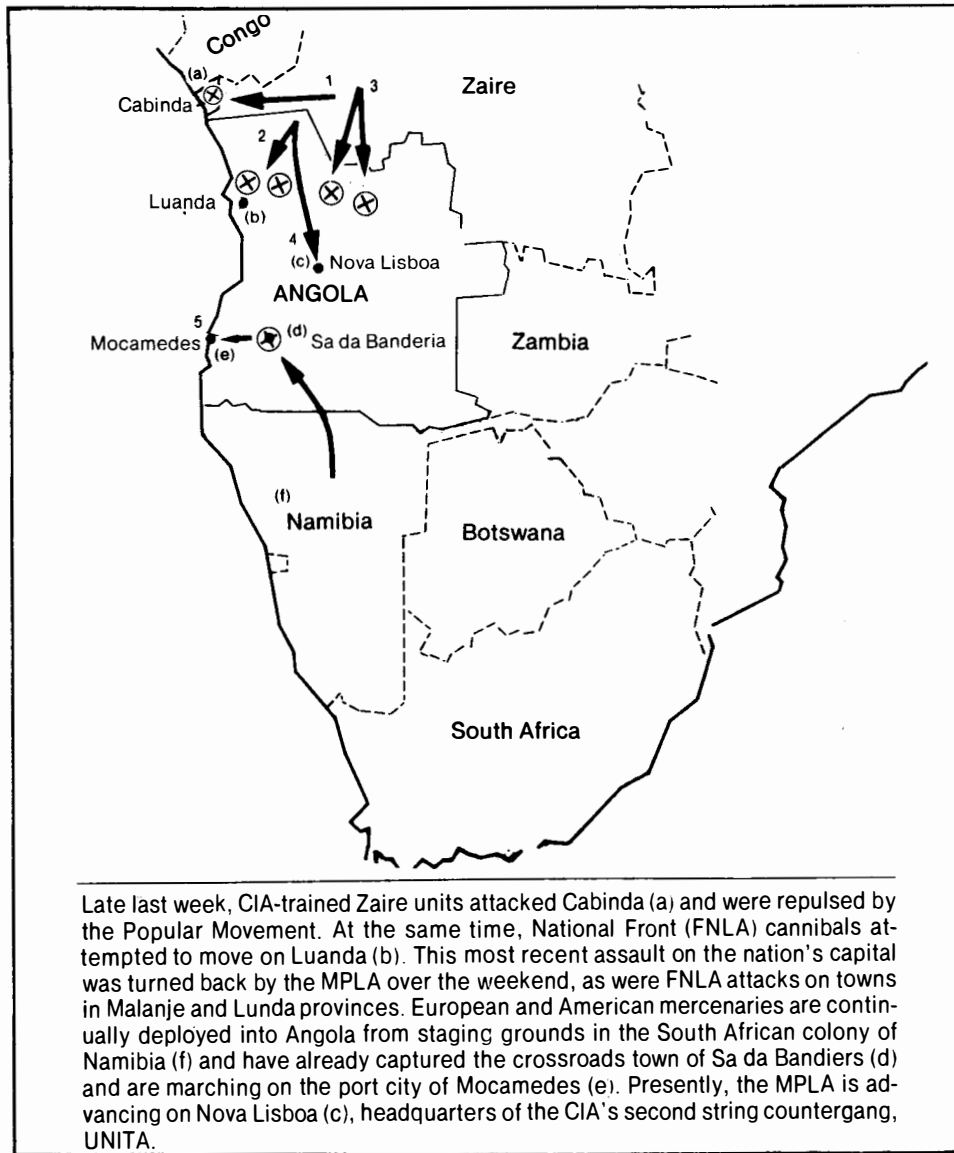 Congo
(a)
1
3
Zaire
Cabinda
2
Luanda
(b)
4
(c)
Nova Lisboa
ANGOLA
5
Mocamedes
(e)
(d)
Sa da Banderia
Zambia
(f)
Namibia
Botswana
South Africa
Late last week, CIA-trained Zaire units attacked Cabinda (a) and were repulsed by
the Popular Movement. At the same time, National Front (FNLA) cannibals at-
tempted to move on Luanda (b). This most recent assault on the nation's capital
was turned back by the MPLA over the weekend, as were FNLA attacks on towns
in Malanje and Lunda provinces. European and American mercenaries are contin-
ually deployed into Angola from staging grounds in the South African colony of
Namibia (f) and have already captured the crossroads town of Sa da Bandiers (d)
and are marching on the port city of Mocamedes (e). Presently, the MPLA is ad-
vancing on Nova Lisboa (c), headquarters of the CIA's second string countergang,
UNITA.